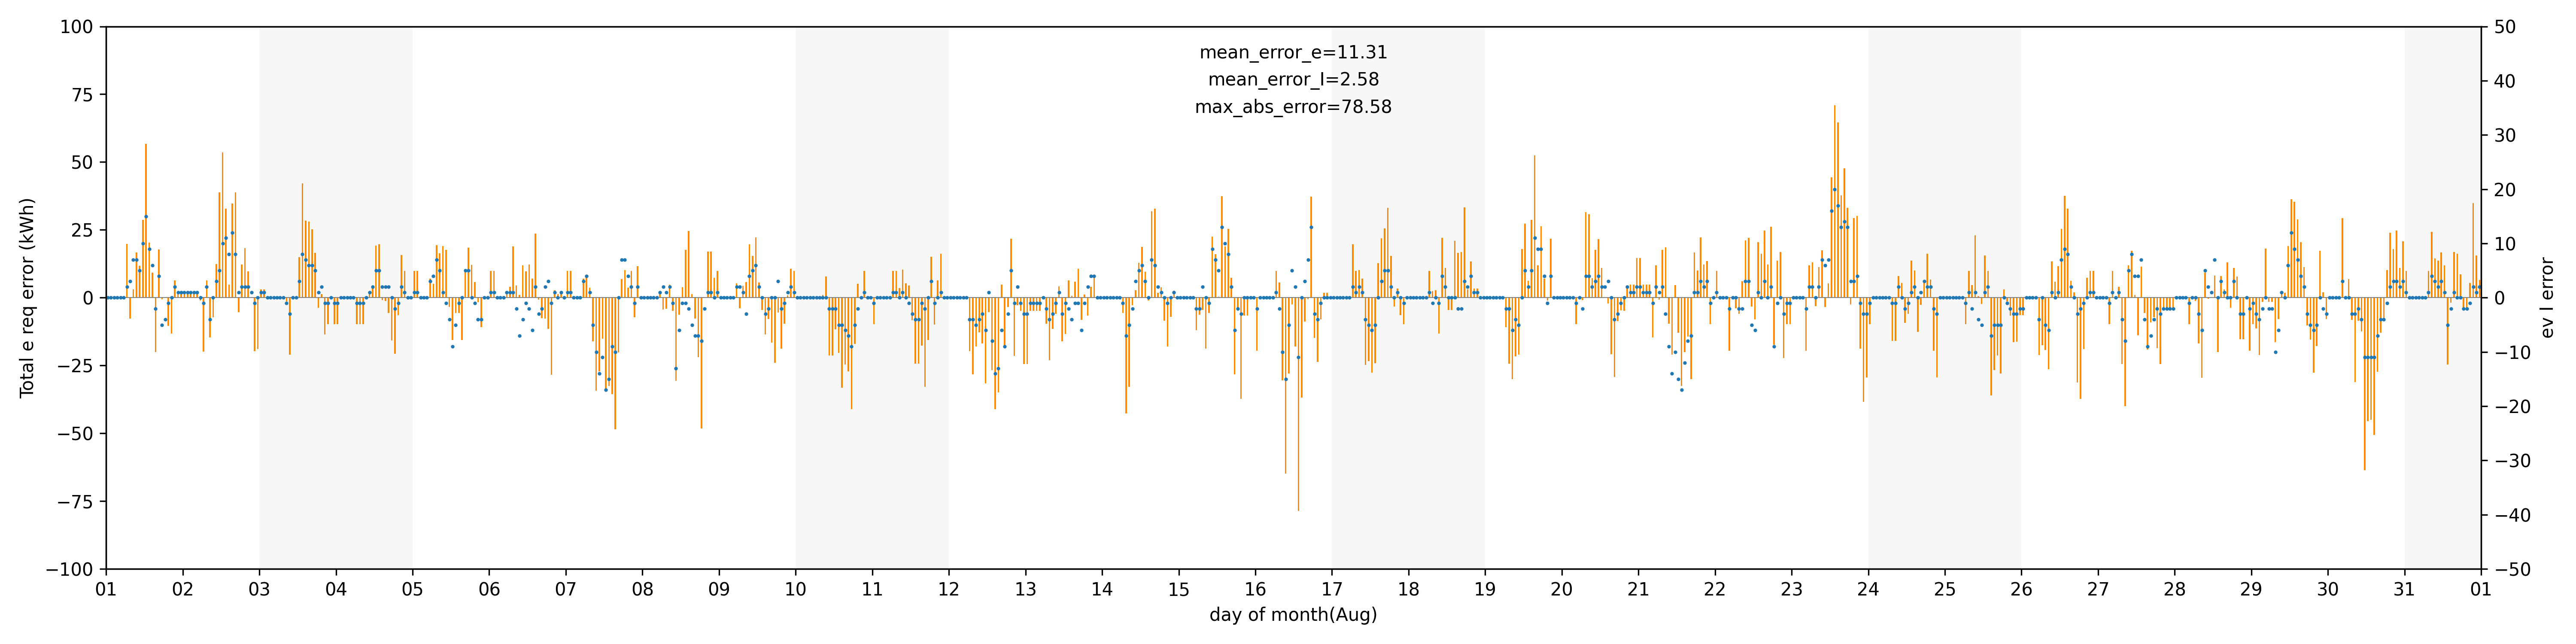 mean_error_e=11.31
mean_error_l=2.58
max_abs_error=78.58
Total e req error (kWh)
100
75
50
25
0
−25
−50
−75
−100
50
40
30
20
10
0
−10
−20
−30
−40
−50
ev l error
01 02 03 04 05 06 07 08 09 10 11 12 13 14 15 16 17 18 19 20 21 22 23 24 25 26 27 28 29 30 31 01
day of month(Aug)